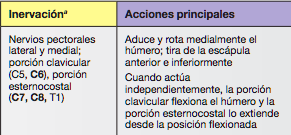 Inervaciónᵃ
Acciones principales
Nervios pectorales
lateral y medial;
porción clavicular
(C5, C6), porción
esternocostal
(C7, C8, T1)
Aduce y rota medialmente el
húmero; tira de la escápula
anterior e inferiormente
Cuando actúa
independientemente, la porción
clavicular flexiona el húmero y la
porción esternocostal lo extiende
desde la posición flexionada